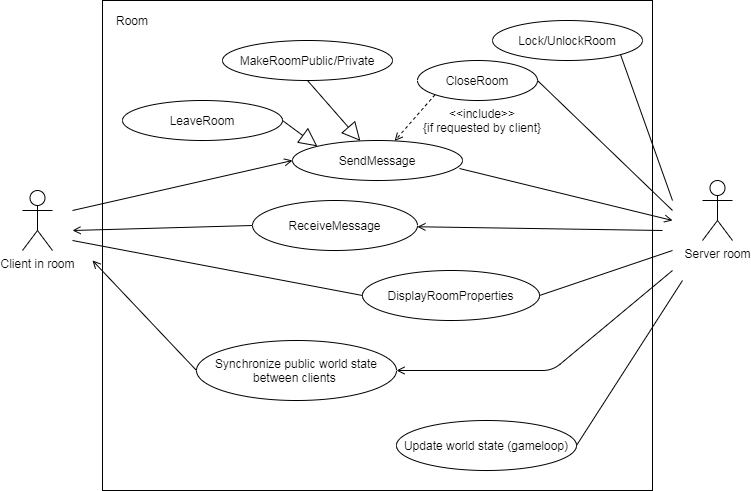 Room
Lock/UnlockRoom
MakeRoomPublic/Private
CloseRoom
<<include>>
{if requested by client}
LeaveRoom
SendMessage
ReceiveMessage
Client in room
Server room
DisplayRoomProperties
Synchronize public world state
between clients
Update world state (gameloop)